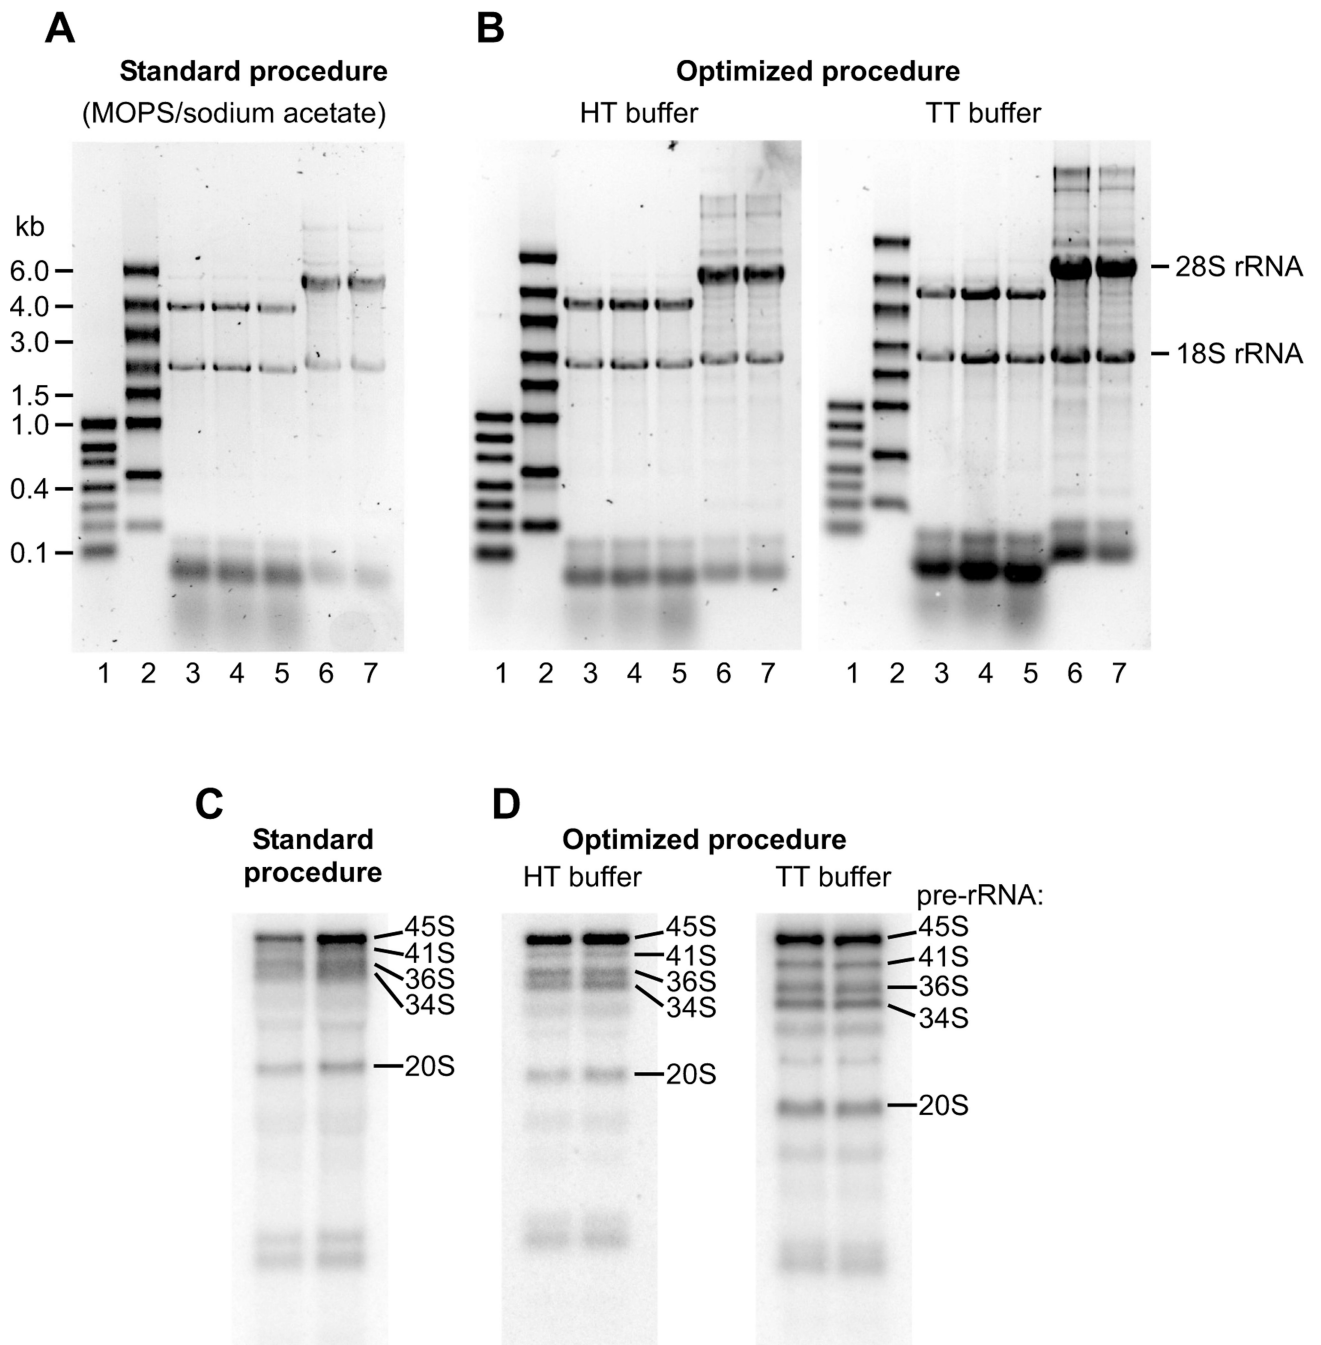 A
B
Standard procedure
(MOPS/sodium acetate)
Optimized procedure
HT buffer
TT buffer
kb
6.0
4.0
3.0
1.5
1.0
0.4
0.1
28S rRNA
18S rRNA
1 2 3 4 5 6 7
1 2 3 4 5 6 7
1 2 3 4 5 6 7
C
D
Standard
procedure
Optimized procedure
HT buffer
TT buffer
pre-rRNA:
45S
41S
36S
34S
20S
45S
41S
36S
34S
20S
45S
41S
36S
34S
20S